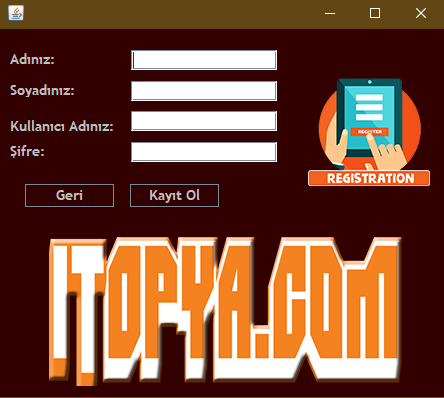 Adınız:
Soyadınız:
Kullanıcı Adınız:
Şifre:
REGISTER
REGISTRATION
Geri
Kayıt Ol
ITOPYA.COM